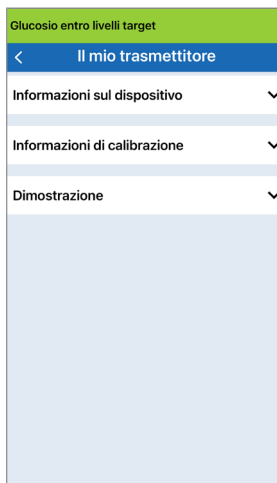 Glucosio entro livelli target
Il mio trasmettitore
Informazioni sul dispositivo
Informazioni di calibrazione
Dimostrazione